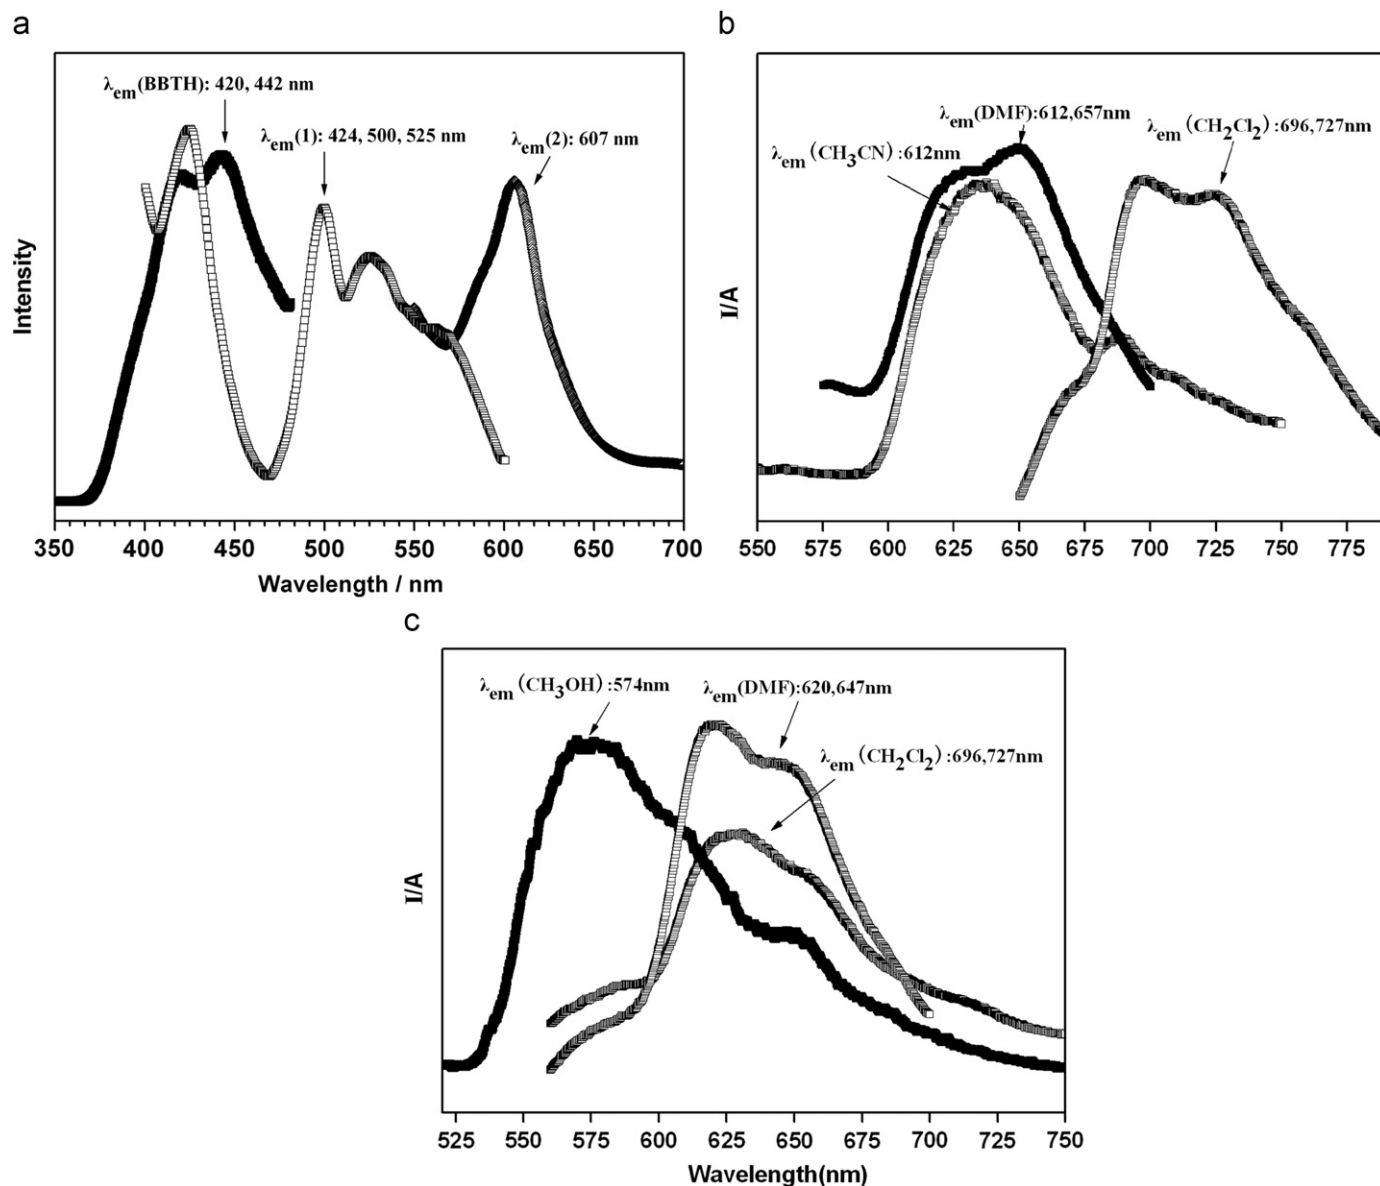 a
λem(BBTH): 420, 442 nm
λem(1): 424, 500, 525 nm
λem(2): 607 nm
Intensity
350 400 450 500 550 600 650 700
Wavelength / nm
b
λem(DMF):612,657nm
λem(CH3CN):612nm
λem(CH2Cl2):696,727nm
I/A
550 575 600 625 650 675 700 725 750 775
c
λem(CH3OH):574nm
λem(DMF):620,647nm
λem(CH2Cl2):696,727nm
I/A
525 550 575 600 625 650 675 700 725 750
Wavelength(nm)